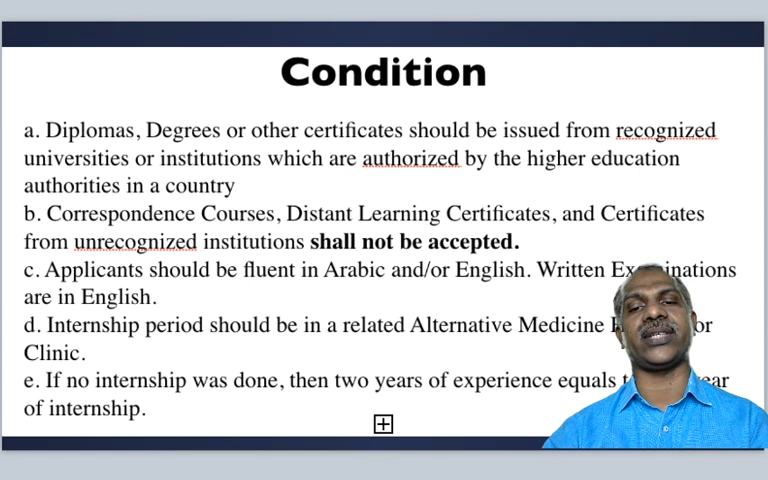 Condition
a. Diplomas, Degrees or other certificates should be issued from recognized
universities or institutions which are authorized by the higher education
authorities in a country
b. Correspondence Courses, Distant Learning Certificates, and Certificates
from unrecognized institutions shall not be accepted.
c. Applicants should be fluent in Arabic and/or English. Written
are in English.
d. Internship period should be in a related Alternative Medicine or
Clinic.
e. If no internship was done, then two years of experience equals
of internship.